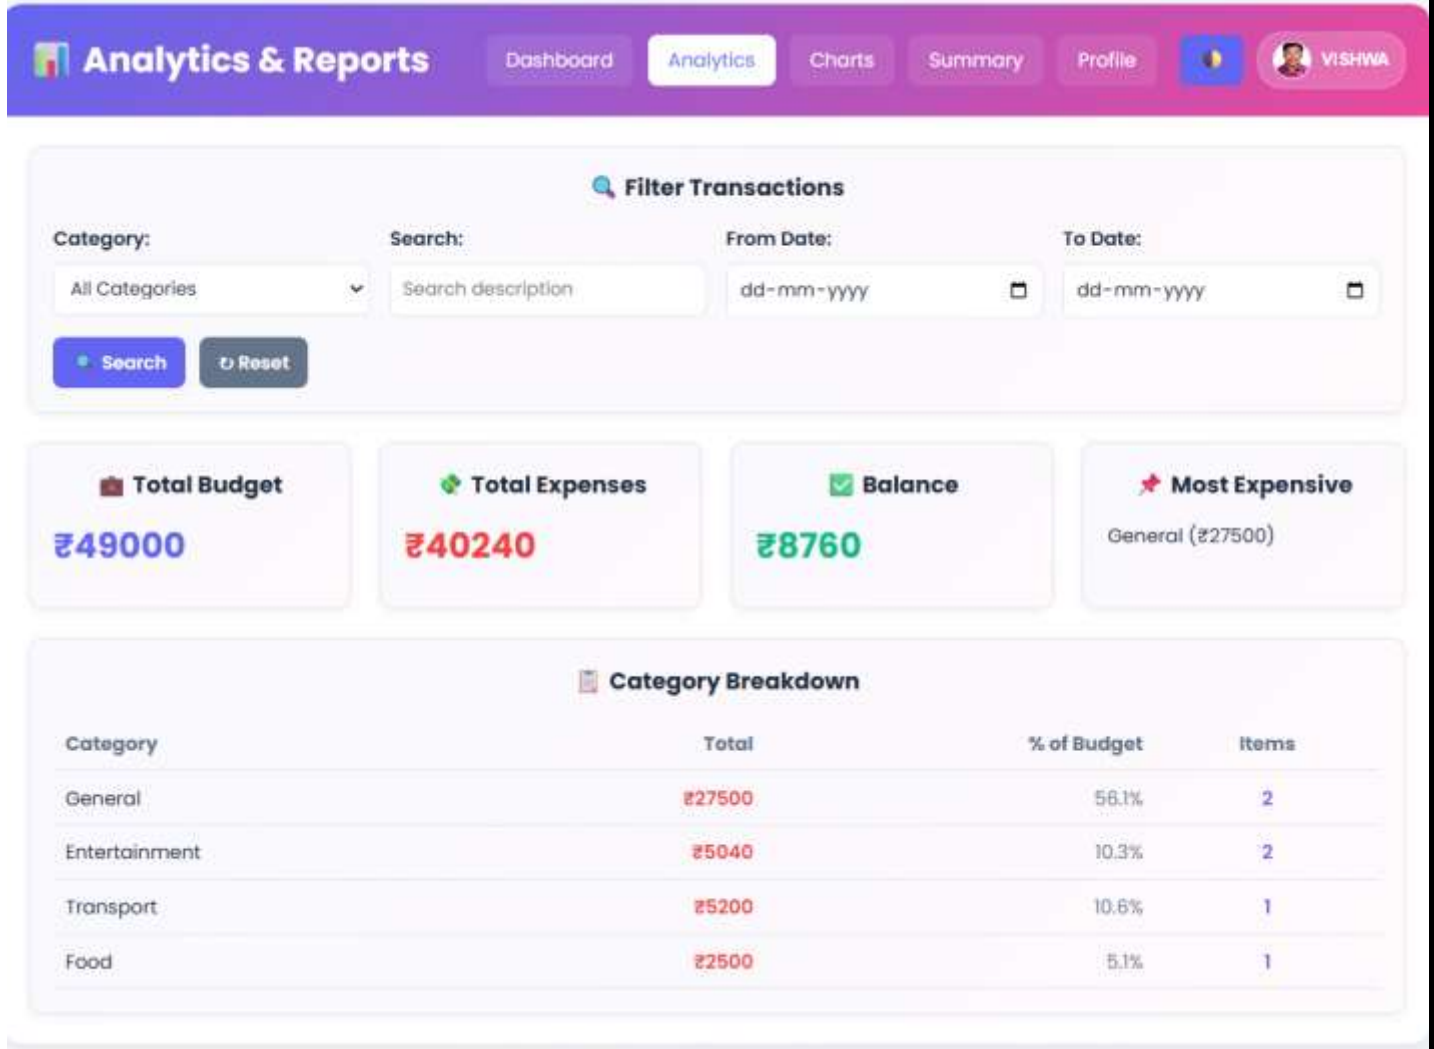 Analytics & Reports
Dashboard
Analytics
Charts
Summary
Profile
VISHWA
Filter Transactions
Category:
Search:
From Date:
To Date:
All Categories
Search description
dd-mm-yyyy
dd-mm-yyyy
Search
↻ Reset
Total Budget
Total Expenses
Balance
Most Expensive
₹49000
₹40240
₹8760
General (₹27500)
Category Breakdown
Category Total % of Budget Items
General ₹27500 56.1% 2
Entertainment ₹5040 10.3% 2
Transport ₹5200 10.6% 1
Food ₹2500 5.1% 1